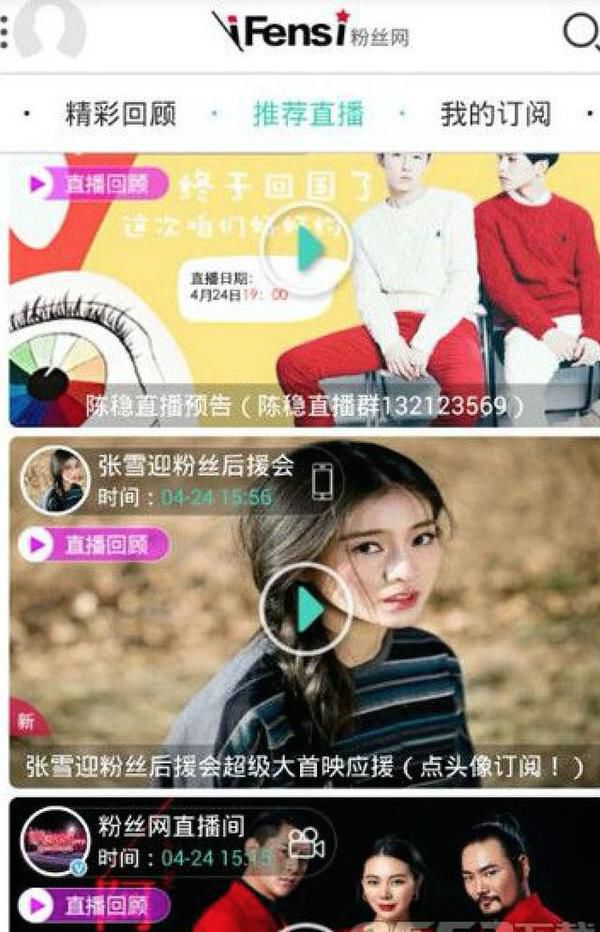 iFensi粉丝网
· 精彩回顾 · 推荐直播 · 我的订阅 ·
直播回顾
终于回国了
这次咱们好好约
直播日期：
4月24日19：00
陈稳直播预告（陈稳直播群132123569）
张雪迎粉丝后援会
时间：04-24 15:56
直播回顾
新
张雪迎粉丝后援会超级大首映应援（点头像订阅！）
粉丝网直播间
时间：04-24 15:15
直播回顾